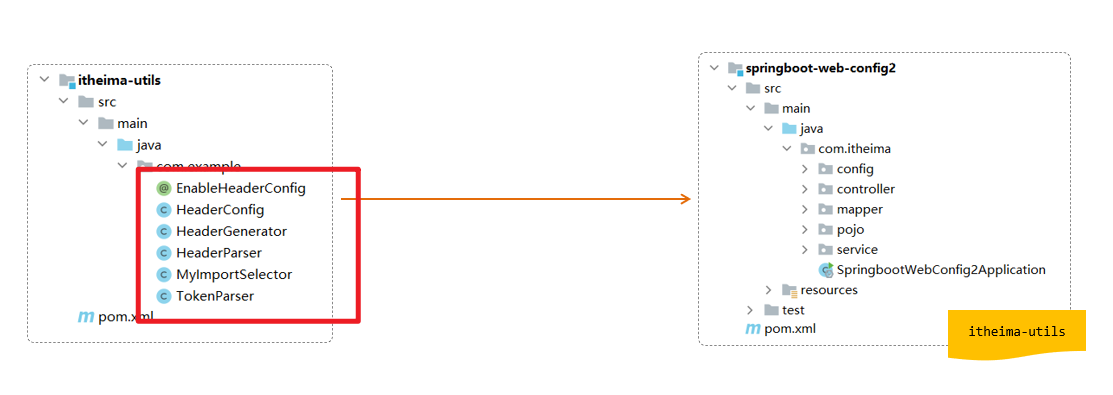 itheima-utils
src
main
java
com.example
EnableHeaderConfig
HeaderConfig
HeaderGenerator
HeaderParser
MyImportSelector
TokenParser
pom.xml
springboot-web-config2
src
main
java
com.itheima
config
controller
mapper
pojo
service
SpringbootWebConfig2Application
resources
test
pom.xml
itheima-utils